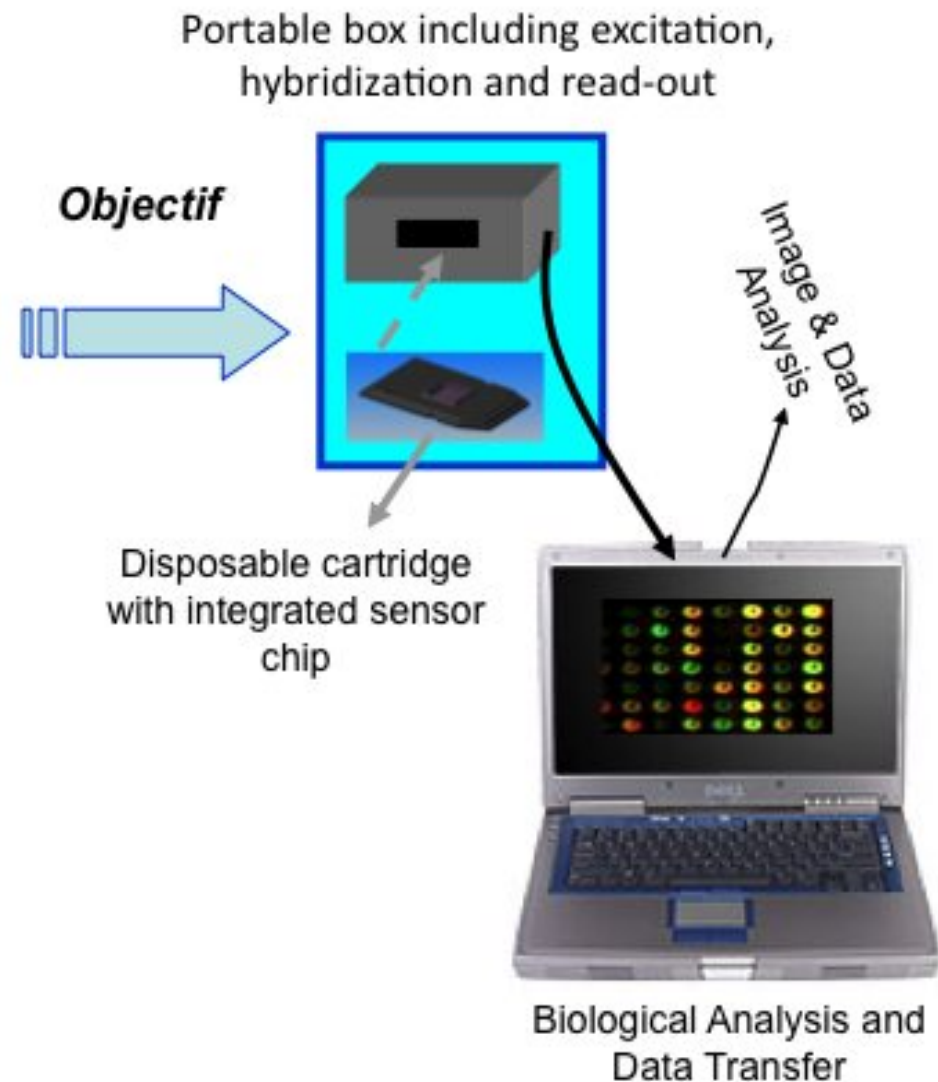 Portable box including excitation,
hybridization and read-out
Objectif
Image & Data
Analysis
Disposable cartridge
with integrated sensor
chip
DELL
Biological Analysis and
Data Transfer